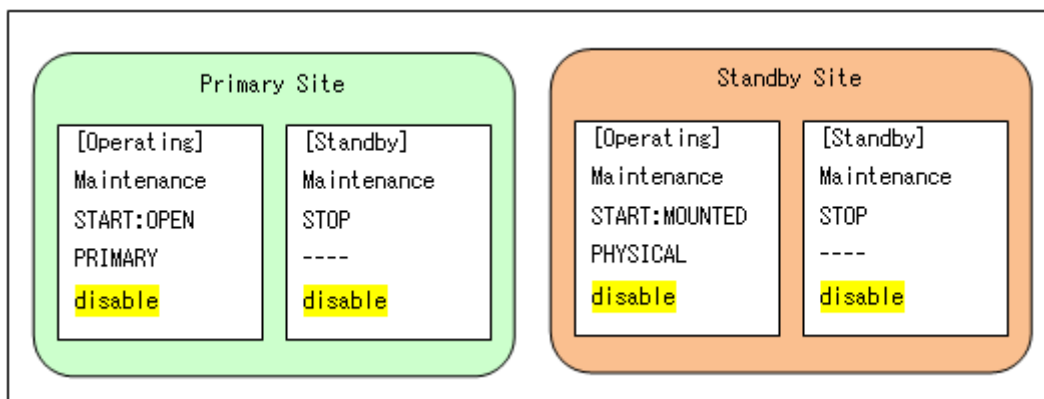 Primary Site
[Operating]
Maintenance
START:OPEN
PRIMARY
disable
[Standby]
Maintenance
STOP
----
disable
Standby Site
[Operating]
Maintenance
START:MOUNTED
PHYSICAL
disable
[Standby]
Maintenance
STOP
----
disable